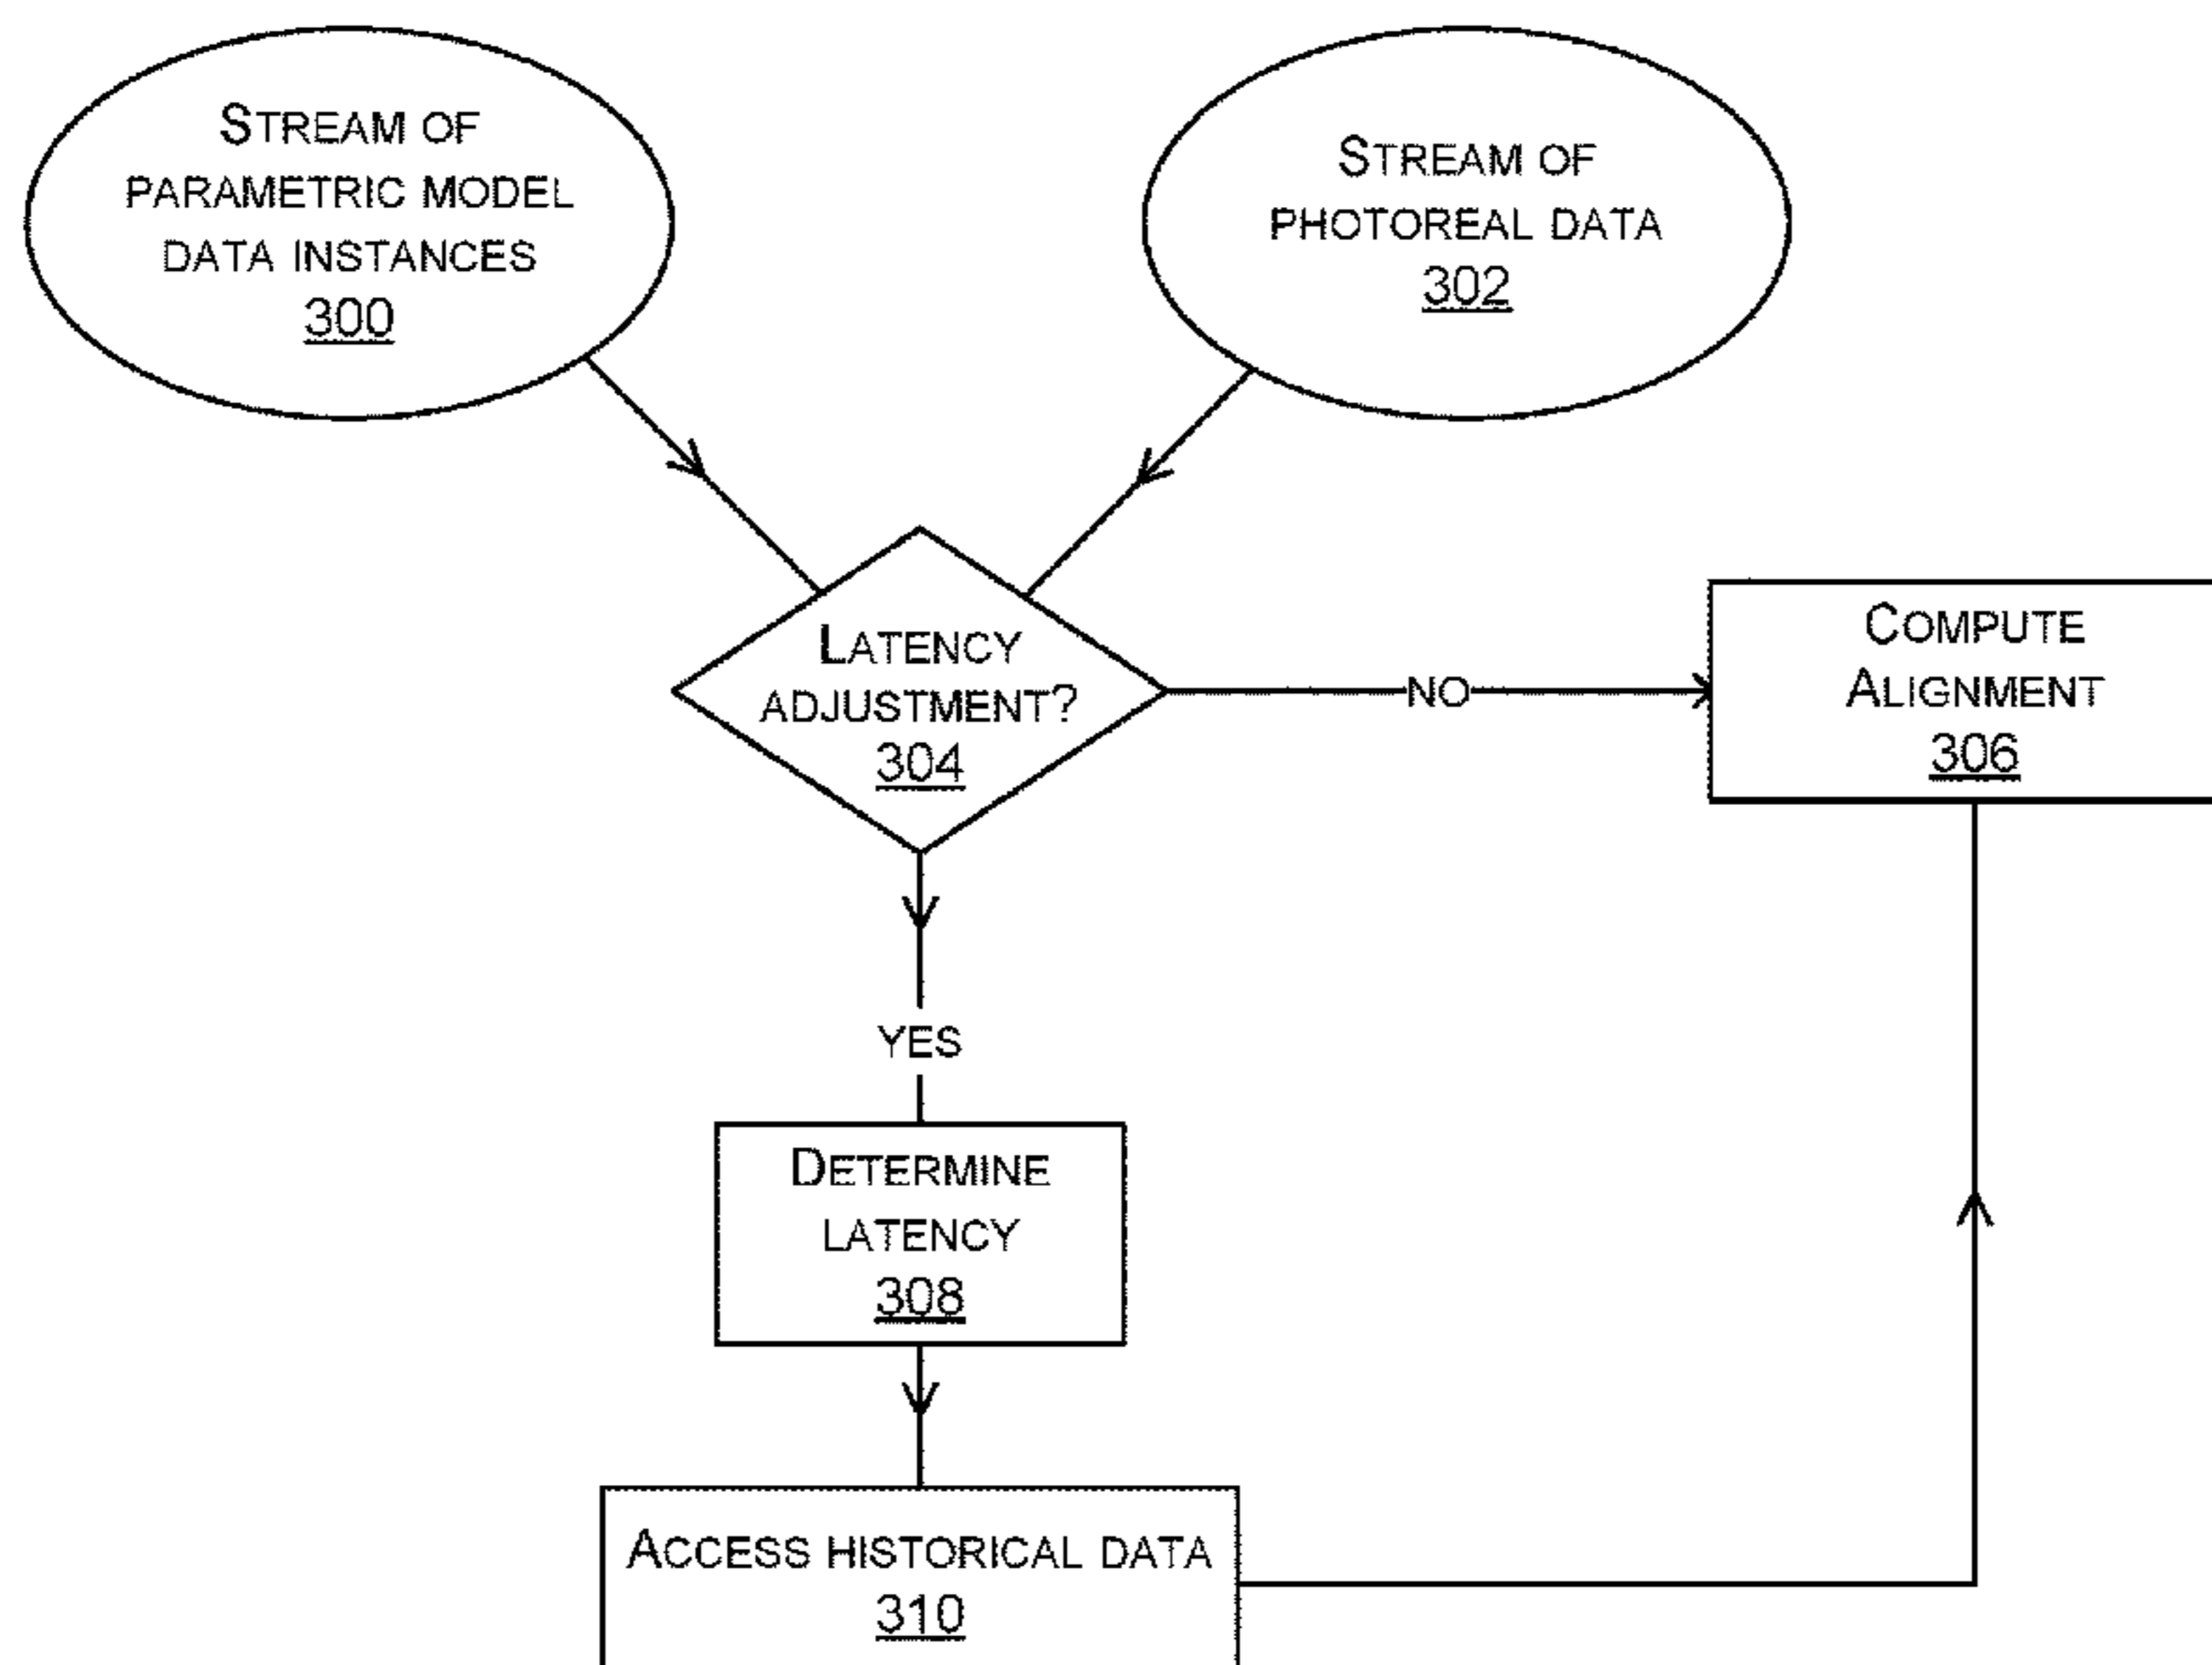 STREAM OF
PARAMETRIC MODEL
DATA INSTANCES
300
STREAM OF
PHOTOREAL DATA
302
LATENCY
ADJUSTMENT?
304
NO
COMPUTE
ALIGNMENT
306
YES
DETERMINE
LATENCY
308
ACCESS HISTORICAL DATA
310